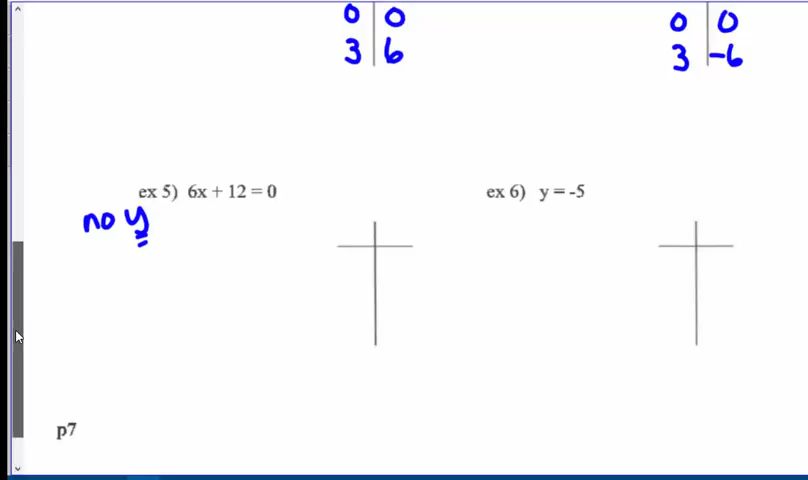 0 0
3 6
0 0
3 -6
ex 5) 6x + 12 = 0
no y
ex 6) y = -5
p7